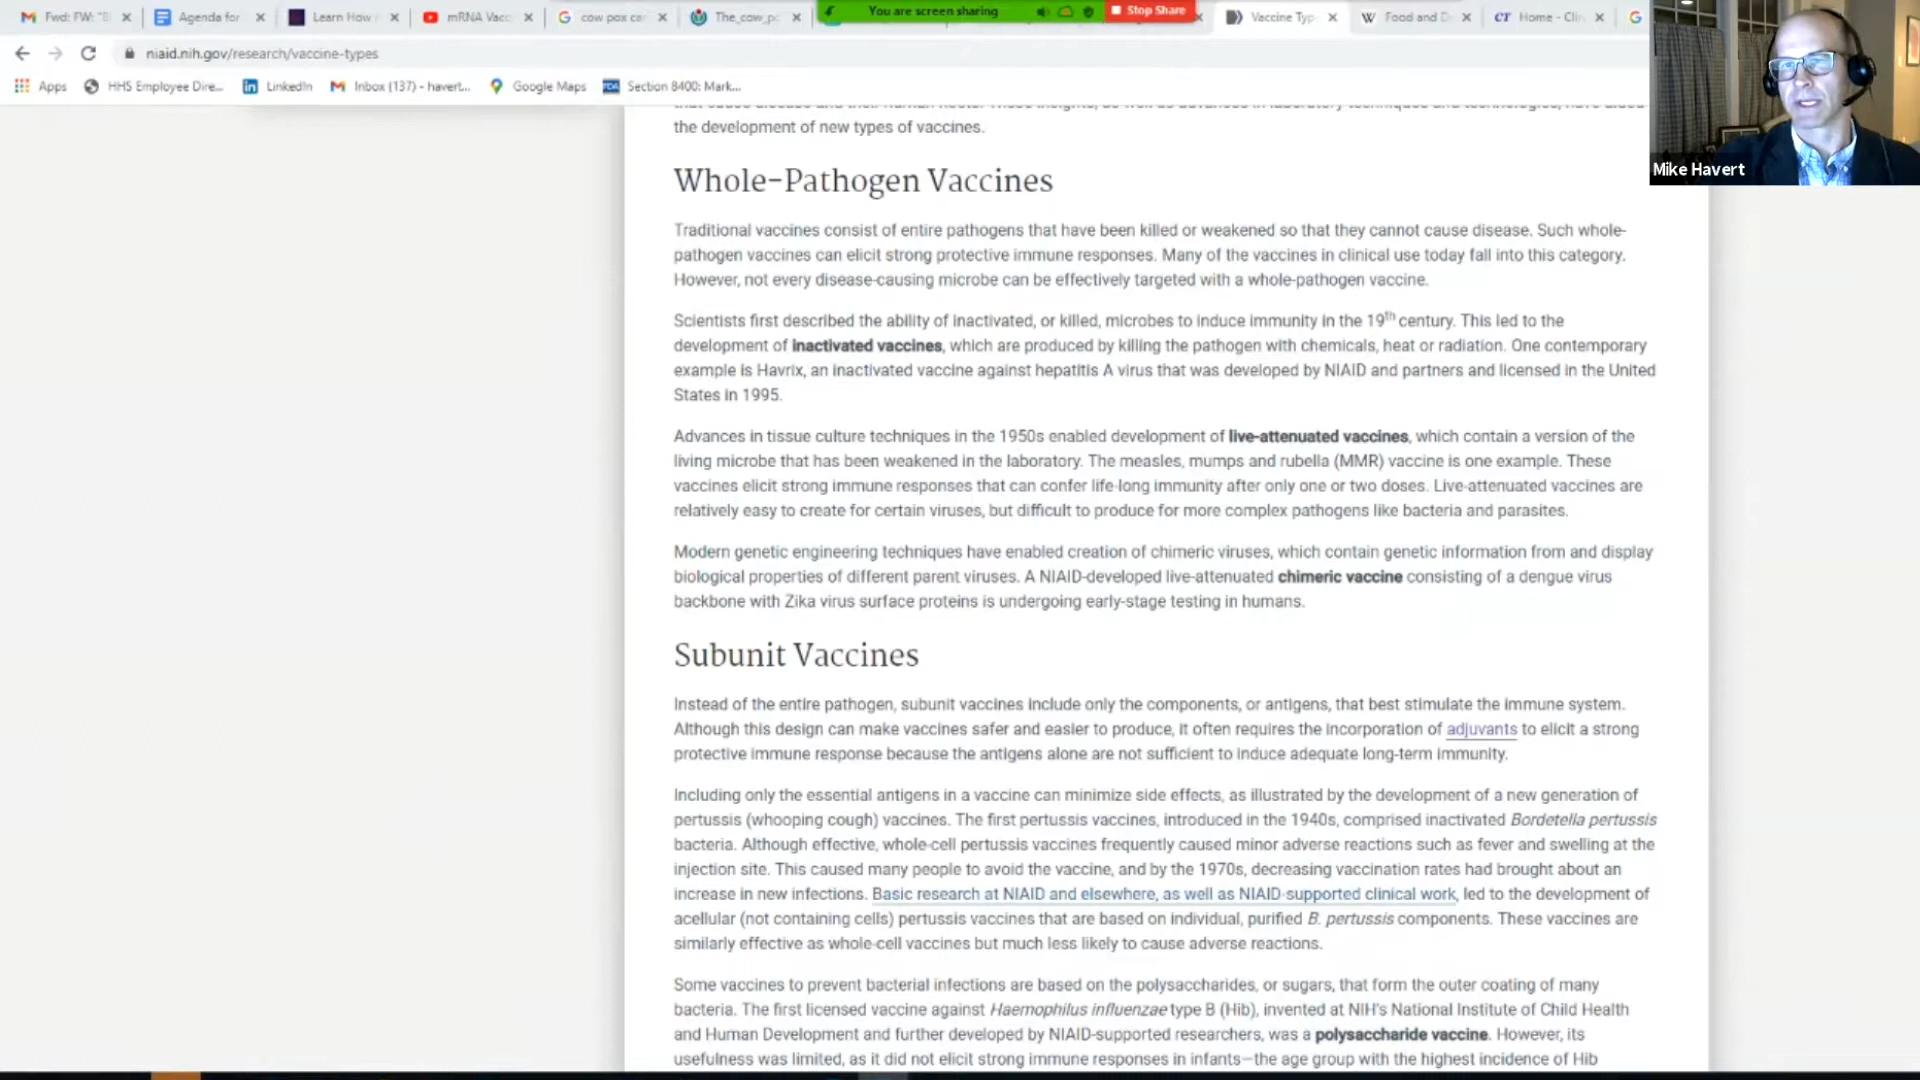 Fwd: FW: "B
Agenda for
Learn How
mRNA Vacc
cow pox car
The_cow_po
You are screen sharing
Stop Share
Vaccine Typ
Food and D
Home - Clin
niaid.nih.gov/research/vaccine-types
Apps
HHS Employee Dire...
LinkedIn
Inbox (137) - havert...
Google Maps
Section 8400: Mark...
Mike Havert
the development of new types of vaccines.
Whole-Pathogen Vaccines
Traditional vaccines consist of entire pathogens that have been killed or weakened so that they cannot cause disease. Such whole-
pathogen vaccines can elicit strong protective immune responses. Many of the vaccines in clinical use today fall into this category.
However, not every disease-causing microbe can be effectively targeted with a whole-pathogen vaccine.
Scientists first described the ability of inactivated, or killed, microbes to induce immunity in the 19th century. This led to the
development of inactivated vaccines, which are produced by killing the pathogen with chemicals, heat or radiation. One contemporary
example is Havrix, an inactivated vaccine against hepatitis A virus that was developed by NIAID and partners and licensed in the United
States in 1995.
Advances in tissue culture techniques in the 1950s enabled development of live-attenuated vaccines, which contain a version of the
living microbe that has been weakened in the laboratory. The measles, mumps and rubella (MMR) vaccine is one example. These
vaccines elicit strong immune responses that can confer life-long immunity after only one or two doses. Live-attenuated vaccines are
relatively easy to create for certain viruses, but difficult to produce for more complex pathogens like bacteria and parasites.
Modern genetic engineering techniques have enabled creation of chimeric viruses, which contain genetic information from and display
biological properties of different parent viruses. A NIAID-developed live-attenuated chimeric vaccine consisting of a dengue virus
backbone with Zika virus surface proteins is undergoing early-stage testing in humans.
Subunit Vaccines
Instead of the entire pathogen, subunit vaccines include only the components, or antigens, that best stimulate the immune system.
Although this design can make vaccines safer and easier to produce, it often requires the incorporation of adjuvants to elicit a strong
protective immune response because the antigens alone are not sufficient to induce adequate long-term immunity.
Including only the essential antigens in a vaccine can minimize side effects, as illustrated by the development of a new generation of
pertussis (whooping cough) vaccines. The first pertussis vaccines, introduced in the 1940s, comprised inactivated Bordetella pertussis
bacteria. Although effective, whole-cell pertussis vaccines frequently caused minor adverse reactions such as fever and swelling at the
injection site. This caused many people to avoid the vaccine, and by the 1970s, decreasing vaccination rates had brought about an
increase in new infections. Basic research at NIAID and elsewhere, as well as NIAID-supported clinical work, led to the development of
acellular (not containing cells) pertussis vaccines that are based on individual, purified B. pertussis components. These vaccines are
similarly effective as whole-cell vaccines but much less likely to cause adverse reactions.
Some vaccines to prevent bacterial infections are based on the polysaccharides, or sugars, that form the outer coating of many
bacteria. The first licensed vaccine against Haemophilus influenzae type B (Hib), invented at NIH's National Institute of Child Health
and Human Development and further developed by NIAID-supported researchers, was a polysaccharide vaccine. However, its
usefulness was limited, as it did not elicit strong immune responses in infants—the age group with the highest incidence of Hib